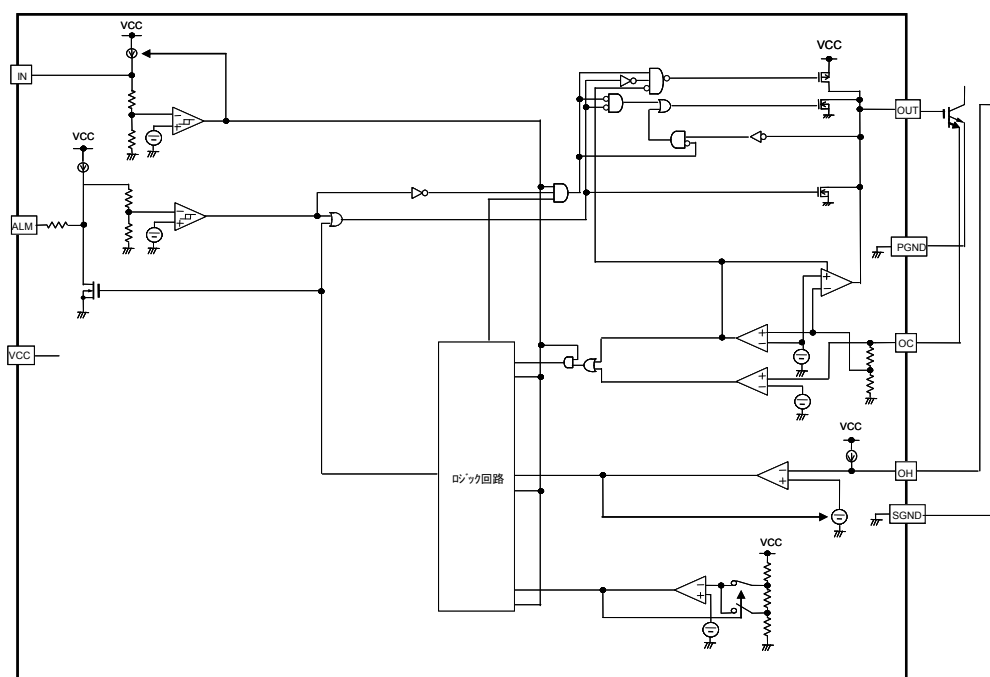 VCC
IN
VCC
ALM
VCC
VCC
OUT
PGND
OC
VCC
OH
SGND
ﾛｼﾞｯｸ回路
VCC